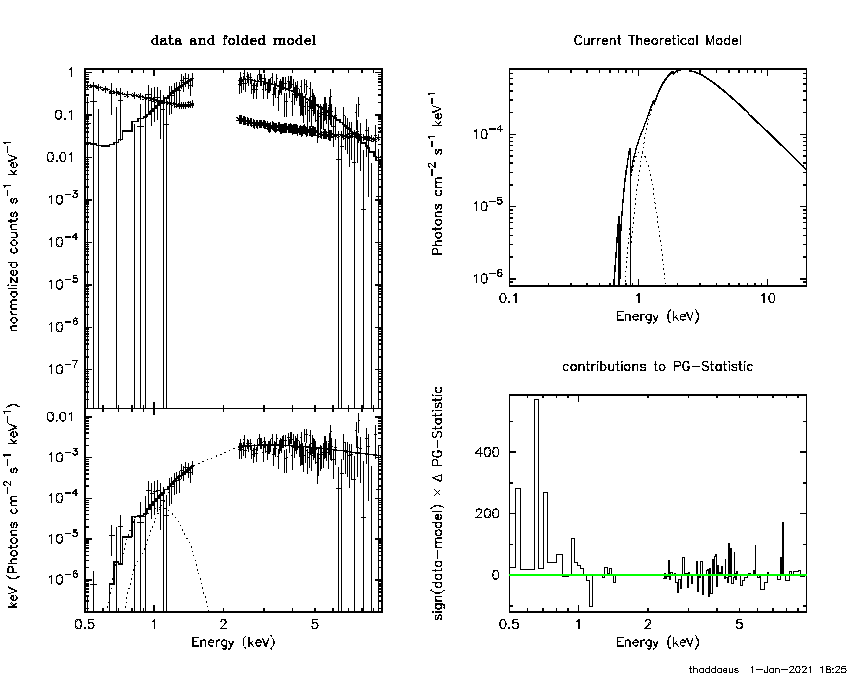 data and folded model
normalized counts s−1 keV−1
1
0.1
0.01
10−3
10−4
10−5
10−6
10−7
keV (Photons cm−2 s−1 keV−1)
0.01
10−3
10−4
10−5
10−6
0.5 1 2 5
Energy (keV)
Current Theoretical Model
Photons cm−2 s−1 keV−1
10−4
10−5
10−6
0.1 1 10
Energy (keV)
contributions to PG−Statistic
sign(data−model) × Δ PG−Statistic
400
200
0
0.5 1 2 5
Energy (keV)
thaddaeus 1−Jan−2021 18:25